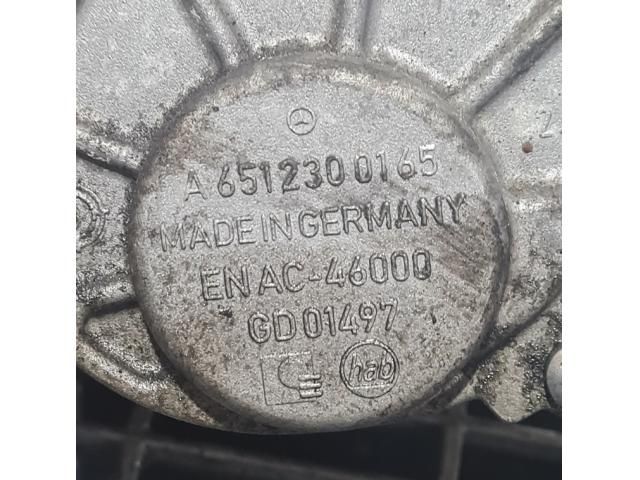 A 651 230 01 65
MADE IN GERMANY
EN AC-46000
GD 01497
hab